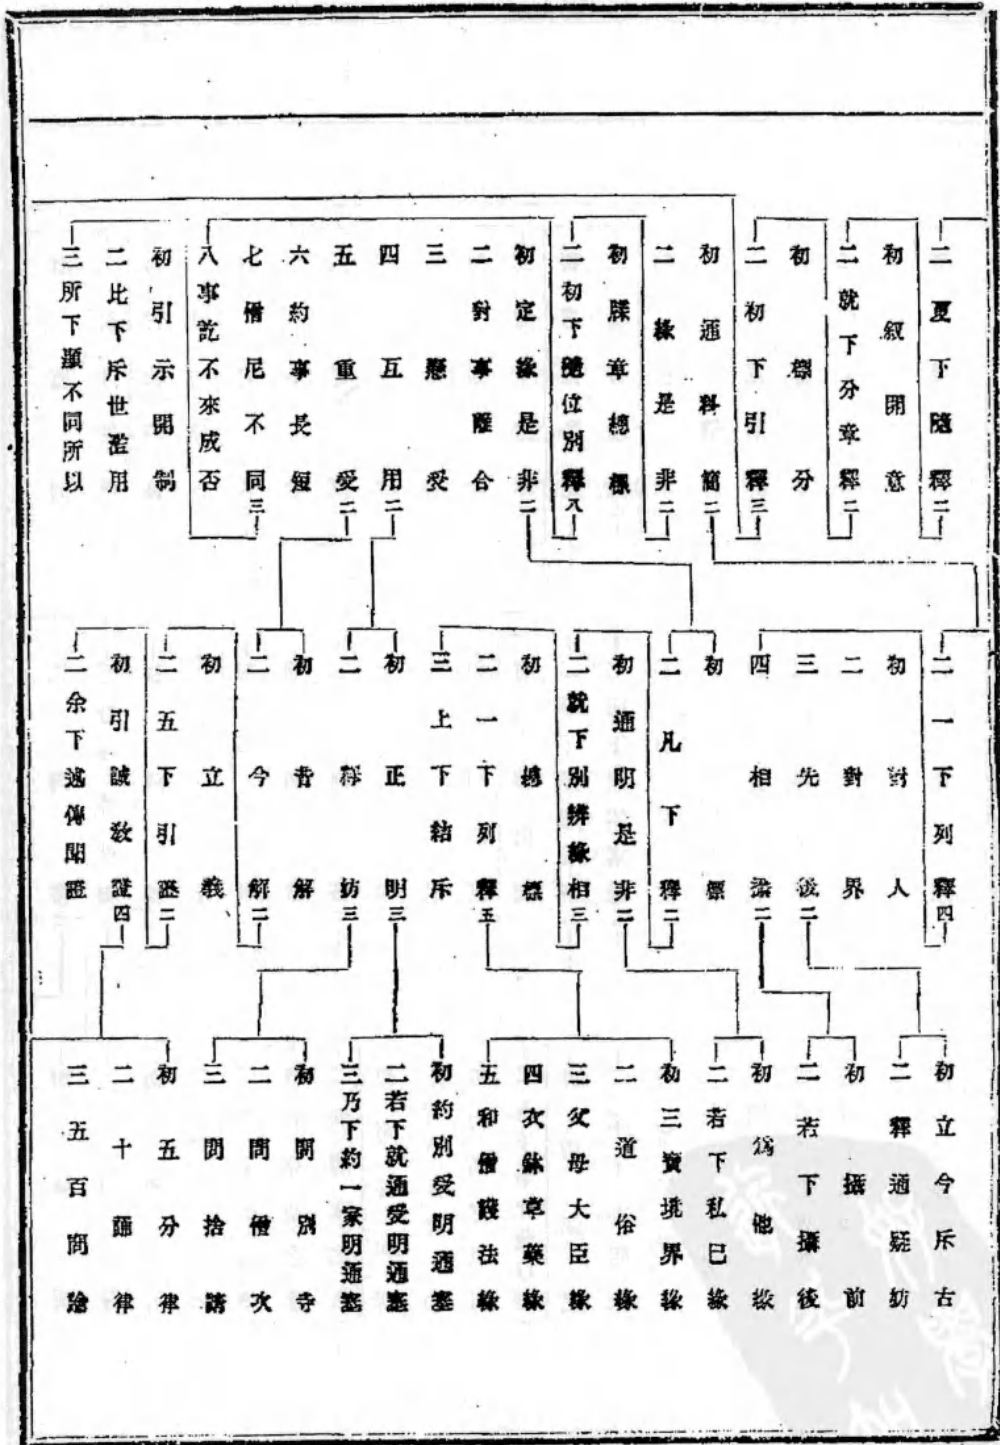 二夏下隨釋二
初敘開意
二就下分章釋二
初標分
二初下引釋三
初通科簡二
二緣是非二
初牒章總標
二初下隨位別釋八
初定緣是非二
二對事離合
三懸受
四互用二
五重受二
六約事長短
七僧尼不同三
八事訖不來成否
初引示開制
二比下斥世濫用
三所下顯不同所以
二一下列釋四
初對人
二對界
三先後二
四相濫二
初標
二凡下釋二
初通明是非二
二就下別辨緣相三
初總標
二一下列釋五
三上下結斥
初正明三
二釋妨三
初昔解
二今解二
初立義
二五下引證二
初引誠教證四
二余下述傳聞證
初立今斥古
二釋通疑妨
初攝前
二若下攝後
初為他緣
二若下私已緣
初三寶境界緣
二道俗緣
三父母大臣緣
四衣鉢草藥緣
五和僧護法緣
初約別受明通塞
二若下就通受明通塞
三乃下約一家明通塞
初問別寺
二問僧次
三問捨請
初五分律
二十誦律
三五百問論